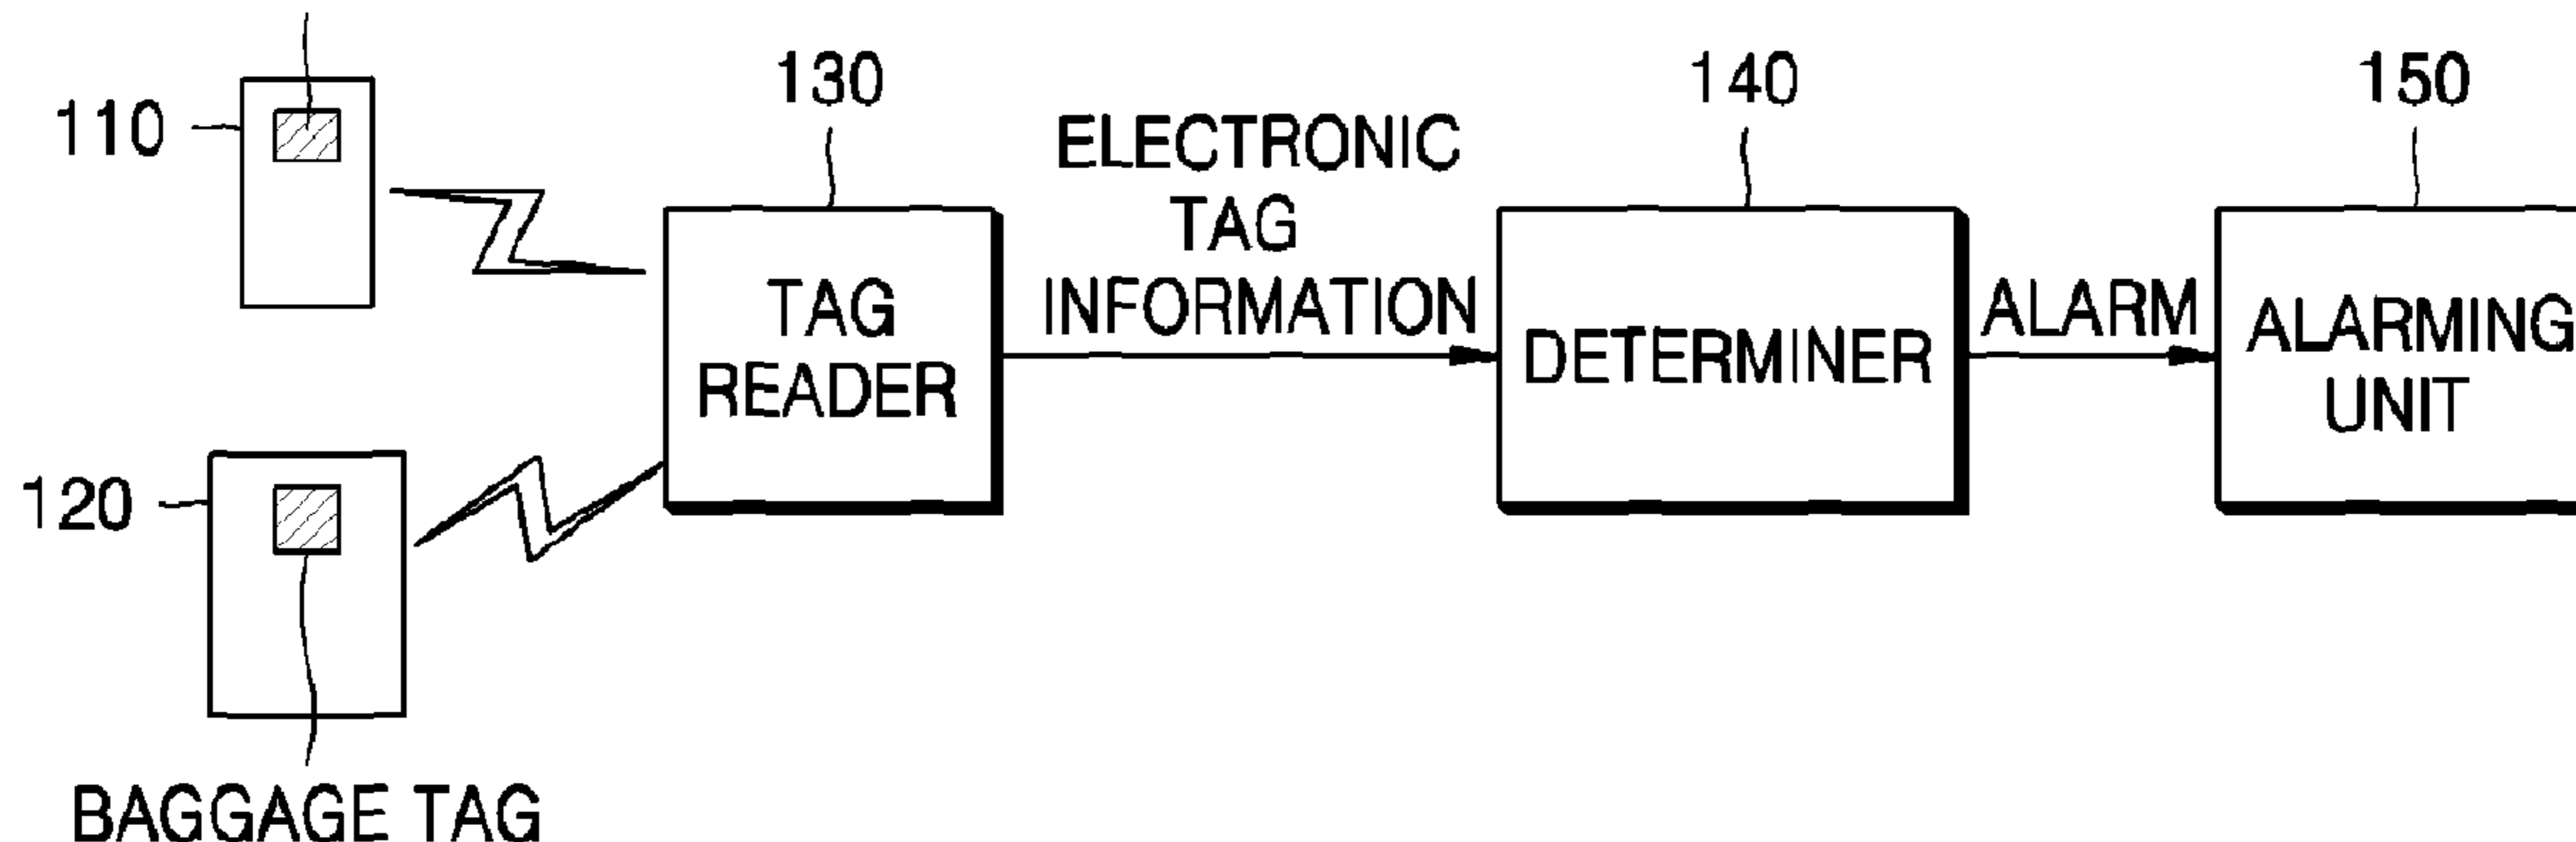 110
130
140
150
ELECTRONIC
TAG
INFORMATION
TAG
READER
DETERMINER
ALARM
ALARMING
UNIT
120
BAGGAGE TAG